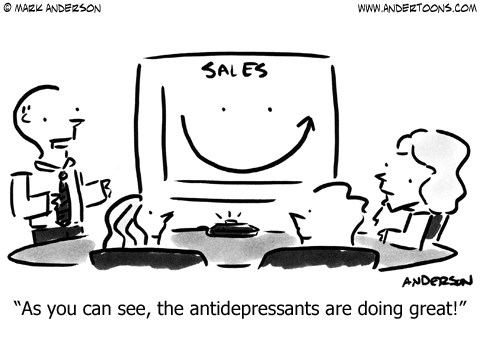 © MARK ANDERSON
WWW.ANDERTOONS.COM
SALES
ANDERSON
"As you can see, the antidepressants are doing great!"